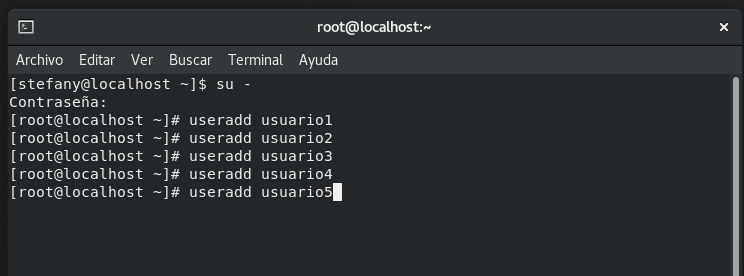 root@localhost:~
Archivo Editar Ver Buscar Terminal Ayuda
[stefany@localhost ~]$ su -
Contraseña:
[root@localhost ~]# useradd usuario1
[root@localhost ~]# useradd usuario2
[root@localhost ~]# useradd usuario3
[root@localhost ~]# useradd usuario4
[root@localhost ~]# useradd usuario5